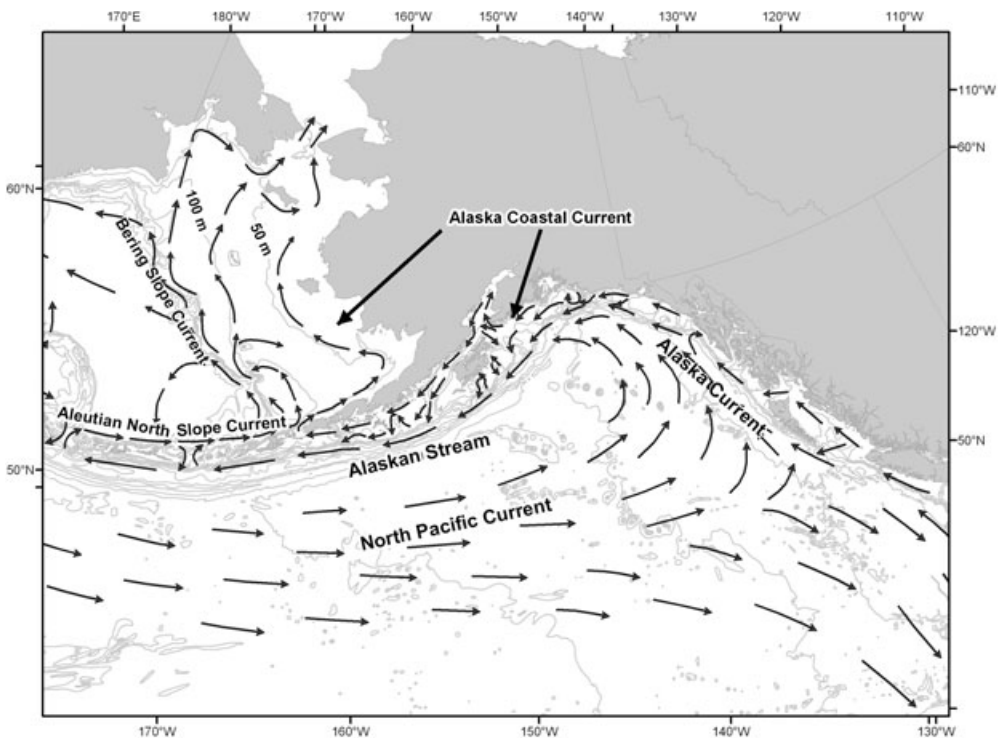 170°E 180°W 170°W 160°W 150°W 140°W 130°W 120°W 110°W
110°W
60°N
60°N
100 m
50 m
Alaska Coastal Current
Bering Slope Current
120°W
Alaska Current
Aleutian North Slope Current
Alaskan Stream
50°N
50°N
North Pacific Current
170°W 160°W 150°W 140°W 130°W